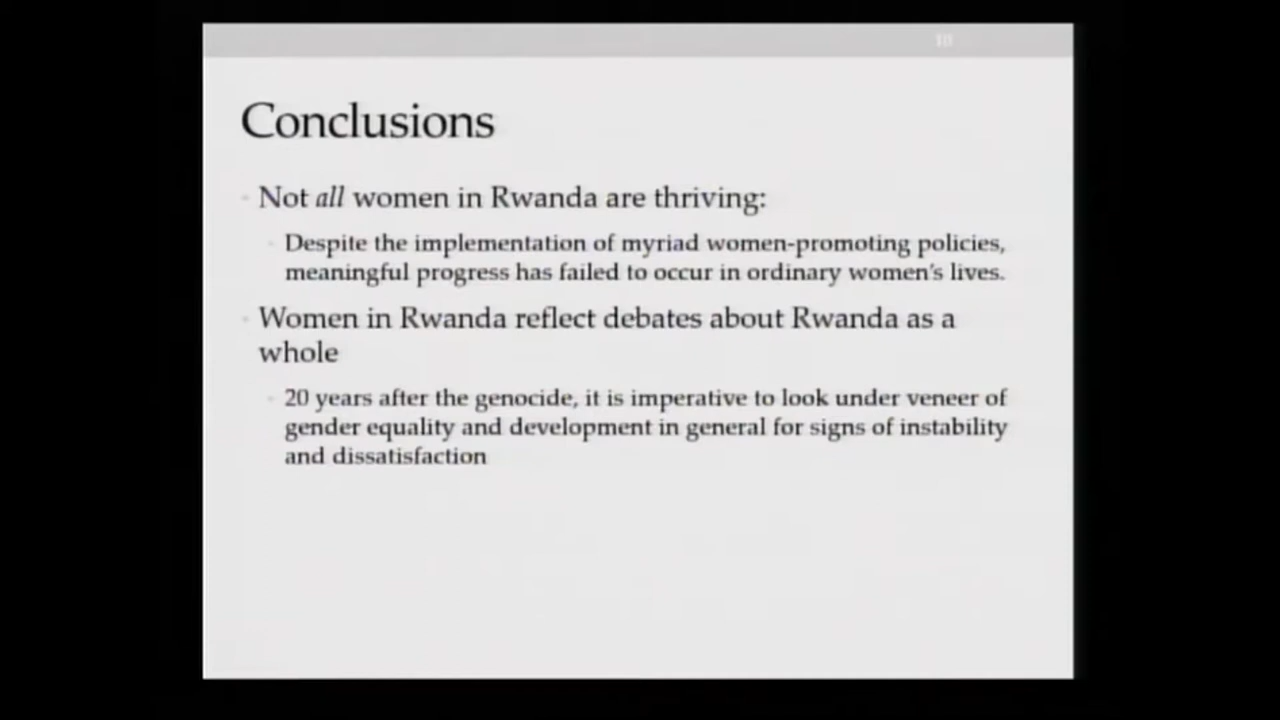 10
Conclusions
Not all women in Rwanda are thriving:
Despite the implementation of myriad women-promoting policies,
meaningful progress has failed to occur in ordinary women's lives.
Women in Rwanda reflect debates about Rwanda as a
whole
20 years after the genocide, it is imperative to look under veneer of
gender equality and development in general for signs of instability
and dissatisfaction